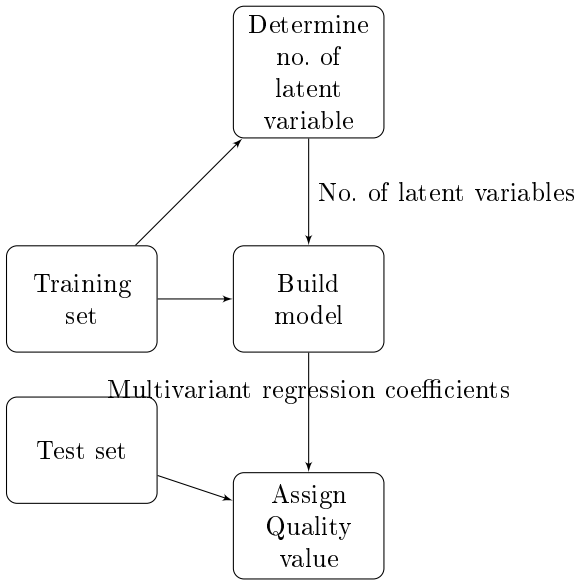 Determine
no. of
latent
variable
No. of latent variables
Training
set
Build
model
Multivariant regression coefficients
Test set
Assign
Quality
value